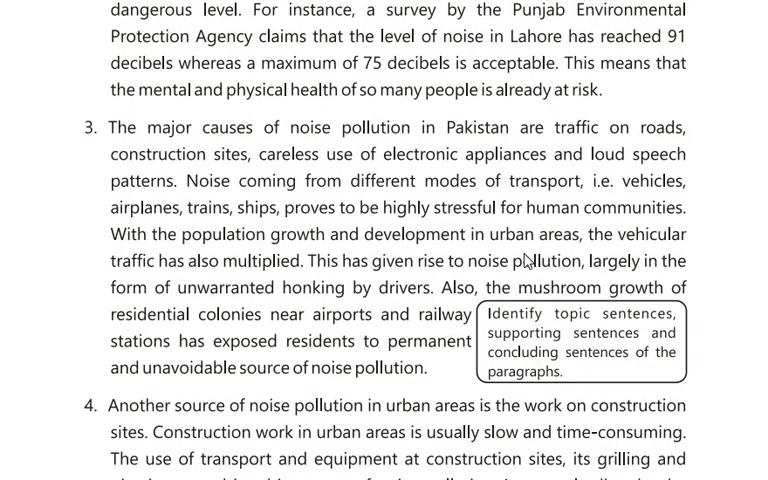 dangerous level. For instance, a survey by the Punjab Environmental
Protection Agency claims that the level of noise in Lahore has reached 91
decibels whereas a maximum of 75 decibels is acceptable. This means that
the mental and physical health of so many people is already at risk.
3. The major causes of noise pollution in Pakistan are traffic on roads,
construction sites, careless use of electronic appliances and loud speech
patterns. Noise coming from different modes of transport, i.e. vehicles,
airplanes, trains, ships, proves to be highly stressful for human communities.
With the population growth and development in urban areas, the vehicular
traffic has also multiplied. This has given rise to noise pollution, largely in the
form of unwarranted honking by drivers. Also, the mushroom growth of
residential colonies near airports and railway
stations has exposed residents to permanent
and unavoidable source of noise pollution.
Identify topic sentences,
supporting sentences and
concluding sentences of the
paragraphs.
4. Another source of noise pollution in urban areas is the work on construction
sites. Construction work in urban areas is usually slow and time-consuming.
The use of transport and equipment at construction sites, its grilling and